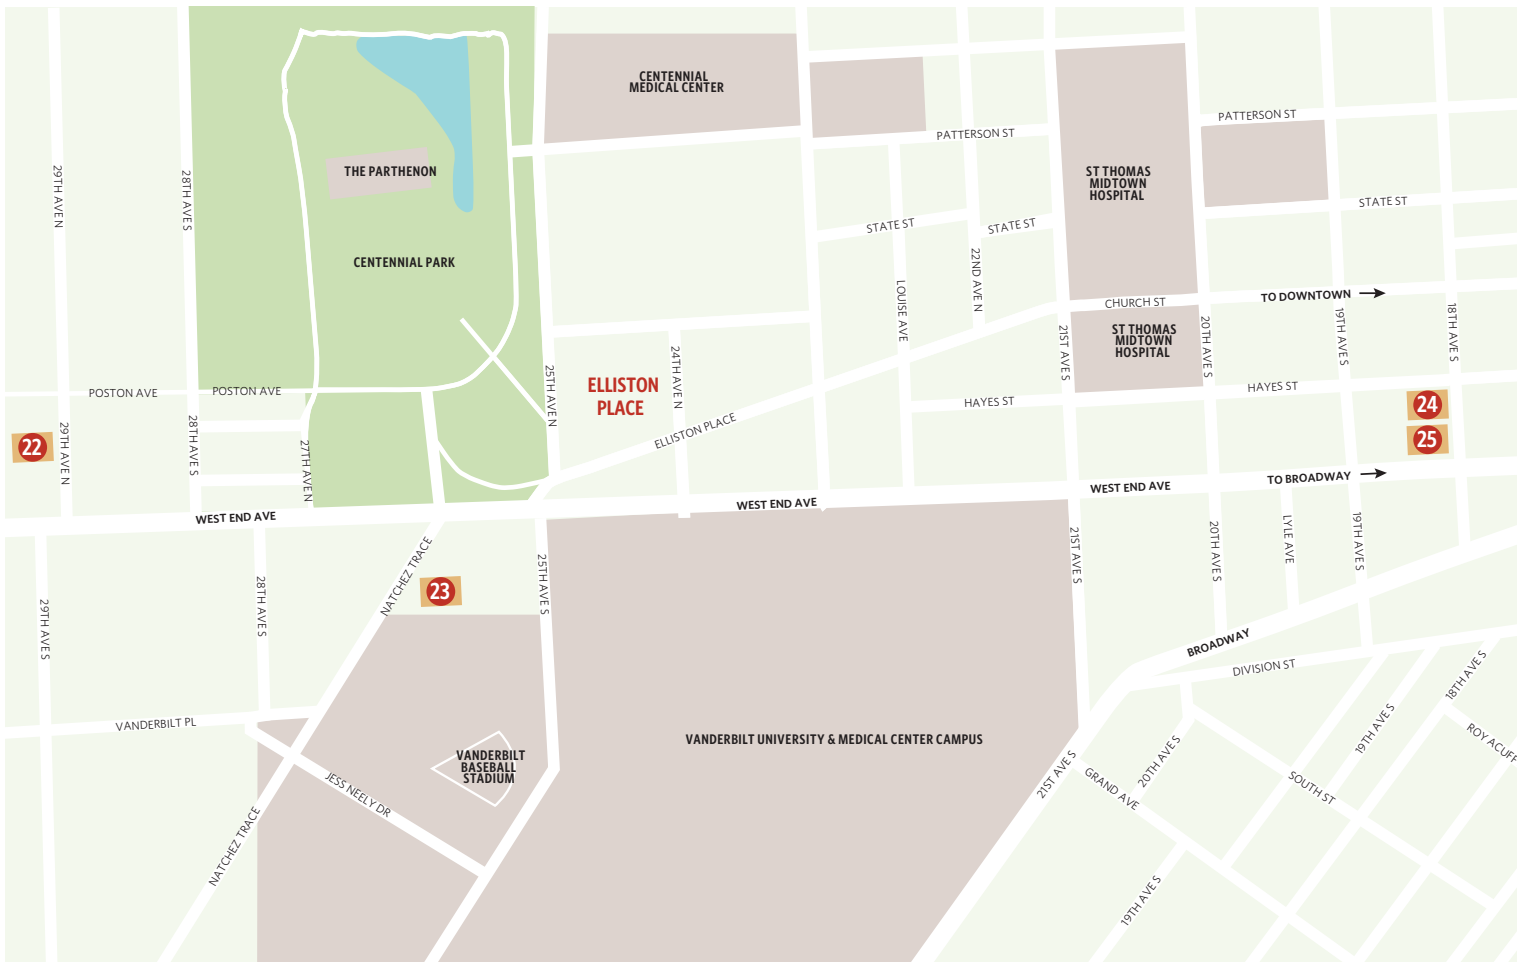 CENTENNIAL
MEDICAL CENTER
PATTERSON ST
PATTERSON ST
THE PARTHENON
ST THOMAS
MIDTOWN
HOSPITAL
29TH AVE N
28TH AVE S
STATE ST
STATE ST
STATE ST
CENTENNIAL PARK
22ND AVE N
LOUISE AVE
CHURCH ST
TO DOWNTOWN
ST THOMAS
MIDTOWN
HOSPITAL
21ST AVE S
20TH AVE S
19TH AVE S
18TH AVE S
POSTON AVE
POSTON AVE
25TH AVE N
ELLISTON
PLACE
24TH AVE N
HAYES ST
HAYES ST
24
25
22
29TH AVE N
28TH AVE S
27TH AVE N
ELLISTON PLACE
WEST END AVE
WEST END AVE
WEST END AVE
TO BROADWAY
NATCHEZ TRACE
23
25TH AVE S
21ST AVE S
20TH AVE S
LYLE AVE
19TH AVE S
29TH AVE S
28TH AVE S
BROADWAY
DIVISION ST
18TH AVE S
VANDERBILT PL
VANDERBILT
BASEBALL
STADIUM
VANDERBILT UNIVERSITY & MEDICAL CENTER CAMPUS
19TH AVE S
ROY ACUFF
JESS NEELY DR
21ST AVE S
GRAND AVE
20TH AVE S
SOUTH ST
NATCHEZ TRACE
19TH AVE S